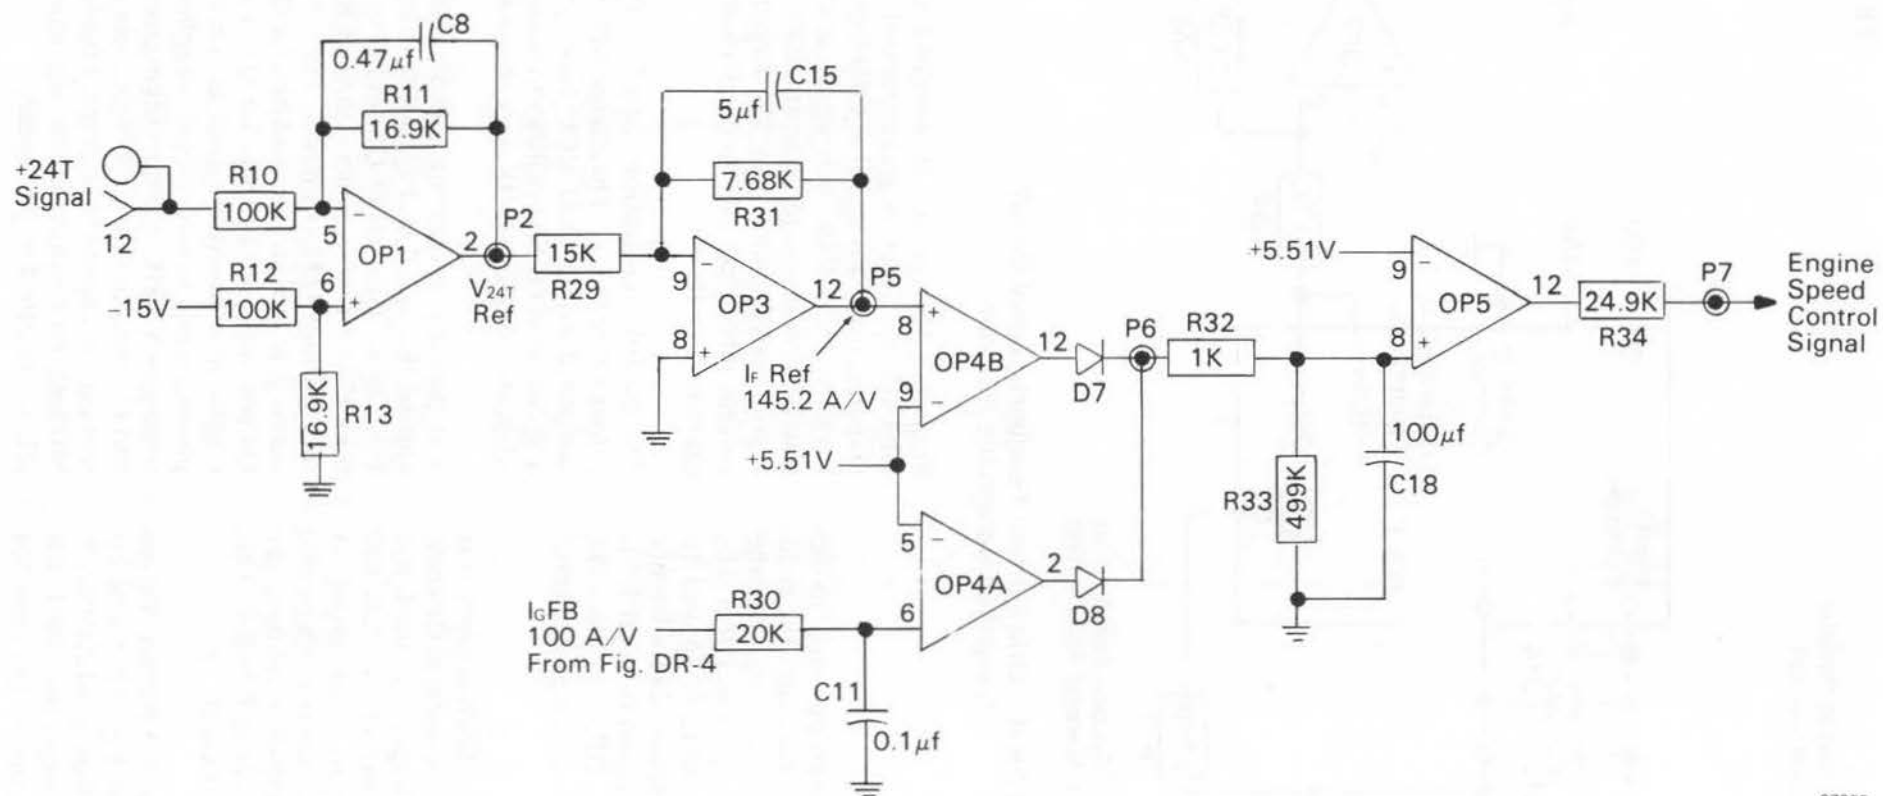 C8
0.47µf
R11
16.9K
+24T
Signal
12
R10
100K
5
OP1
2
P2
V24T
Ref
R12
100K
6
-15V
16.9K
R13
C15
5µf
7.68K
R31
15K
R29
9
OP3
12
P5
8
IF Ref
145.2 A/V
8
OP4B
12
9
D7
P6
R32
1K
+5.51V
5
OP4A
2
D8
6
IGFB
100 A/V
From Fig. DR-4
R30
20K
C11
0.1µf
R33
499K
100µf
C18
+5.51V
9
OP5
12
8
24.9K
R34
P7
Engine
Speed
Control
Signal